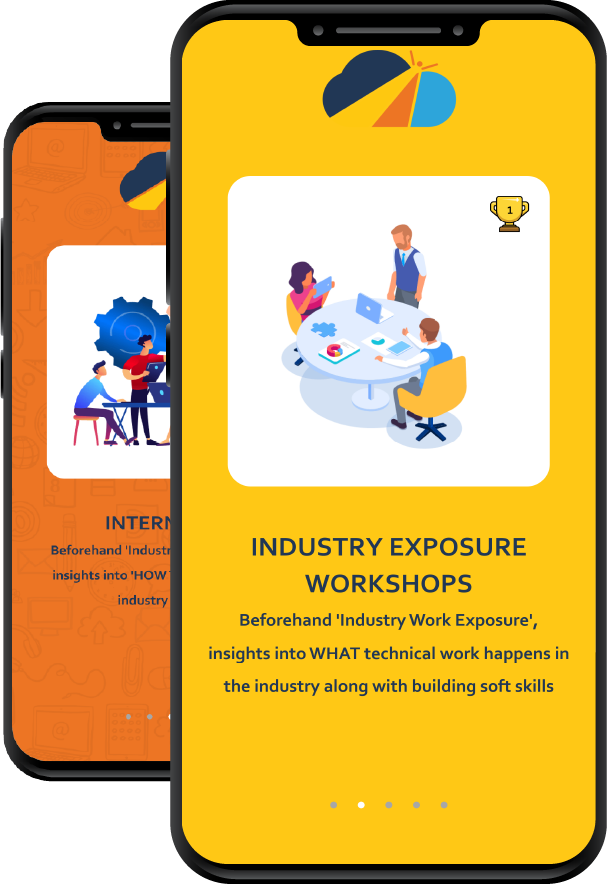 1
INDUSTRY EXPOSURE
WORKSHOPS
Beforehand 'Industry Work Exposure',
insights into WHAT technical work happens in
the industry along with building soft skills
INTERN
Beforehand 'Industr
insights into 'HOW
industry